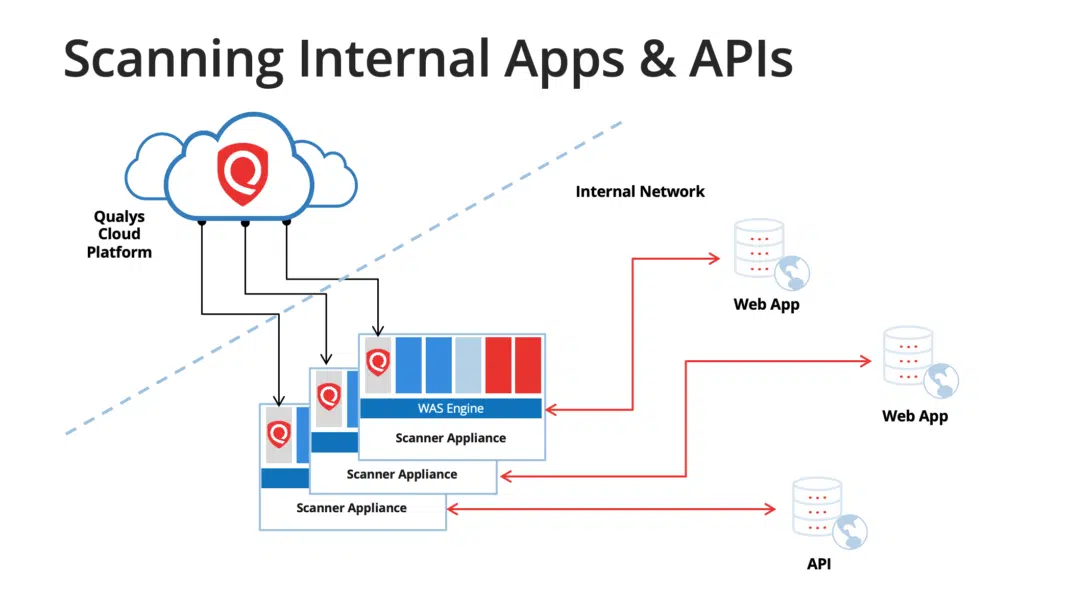 Scanning Internal Apps & APIs
Qualys
Cloud
Platform
Internal Network
Web App
Web App
WAS Engine
Scanner Appliance
Scanner Appliance
Scanner Appliance
API